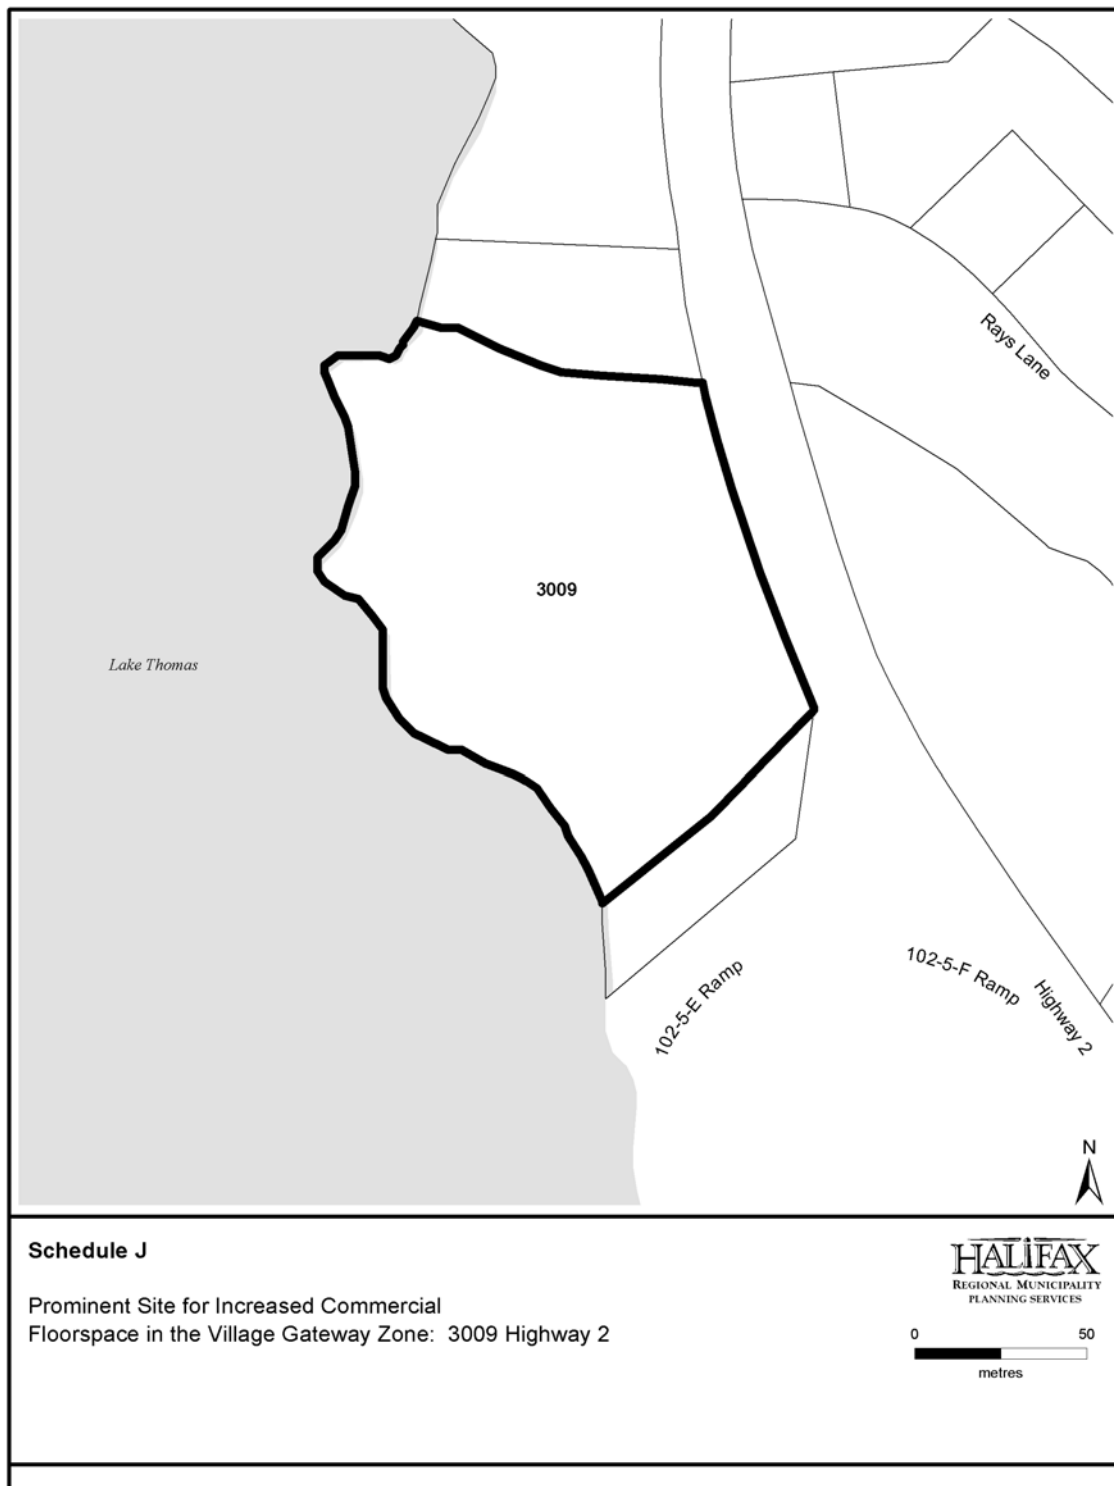 Rays Lane
3009
Lake Thomas
102-5-E Ramp
102-5-F Ramp
Highway 2
N
Schedule J
Prominent Site for Increased Commercial
Floorspace in the Village Gateway Zone: 3009 Highway 2
HALIFAX
REGIONAL MUNICIPALITY
PLANNING SERVICES
0 50
metres